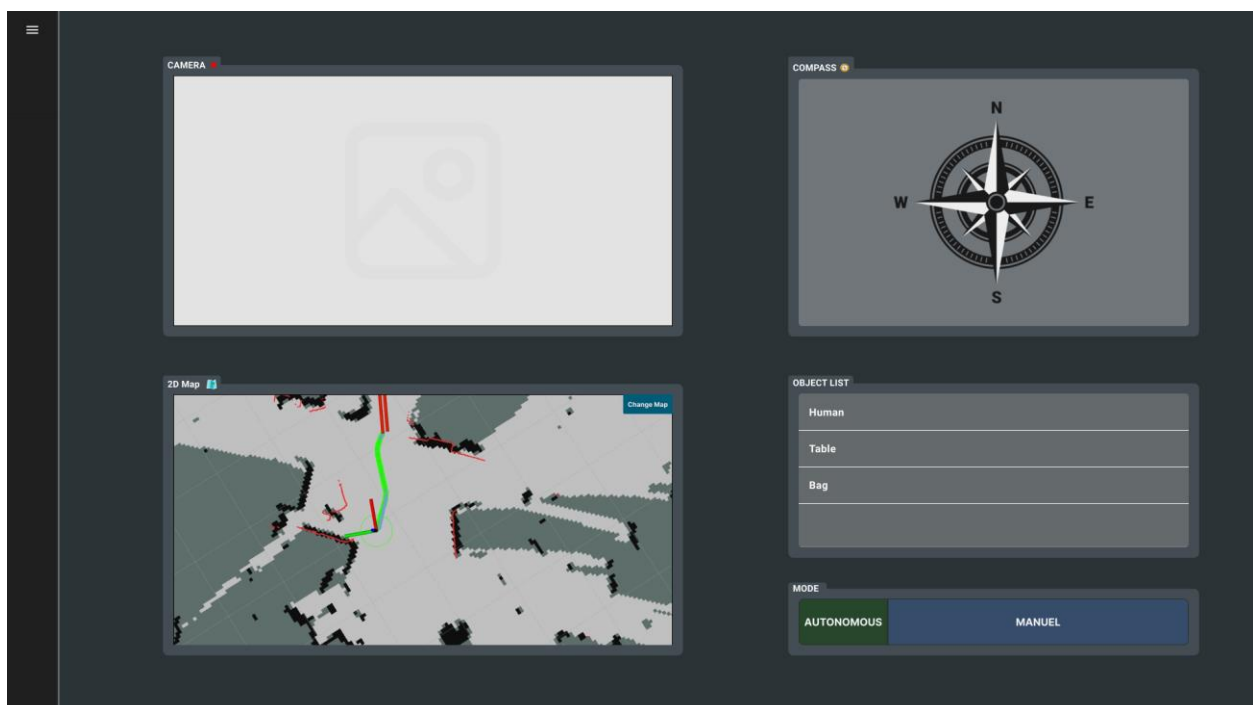 CAMERA
COMPASS
N
W
E
S
2D Map
Change Map
OBJECT LIST
Human
Table
Bag
MODE
AUTONOMOUS
MANUEL